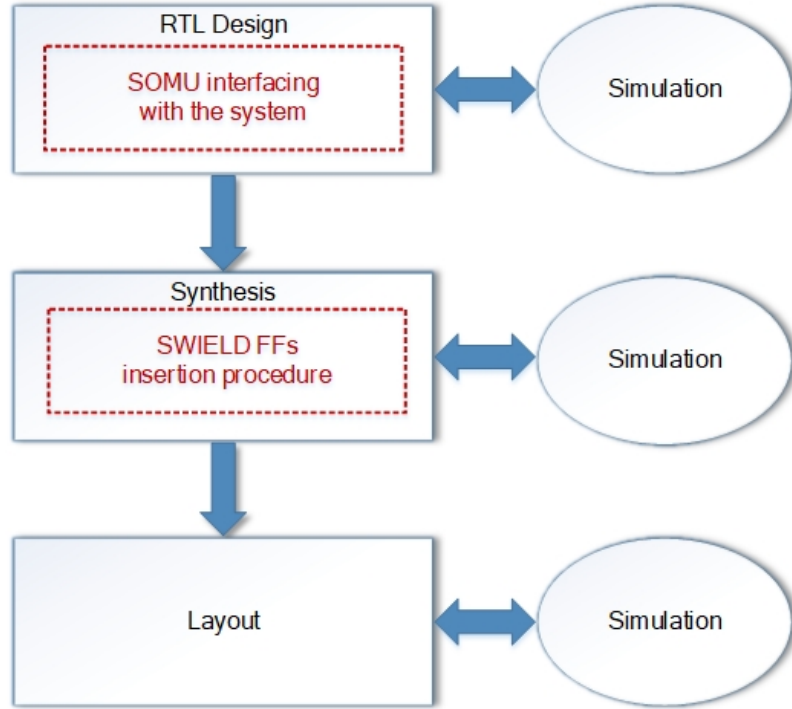 RTL Design
SOMU interfacing
with the system
Simulation
Synthesis
SWIELD FFs
insertion procedure
Simulation
Layout
Simulation